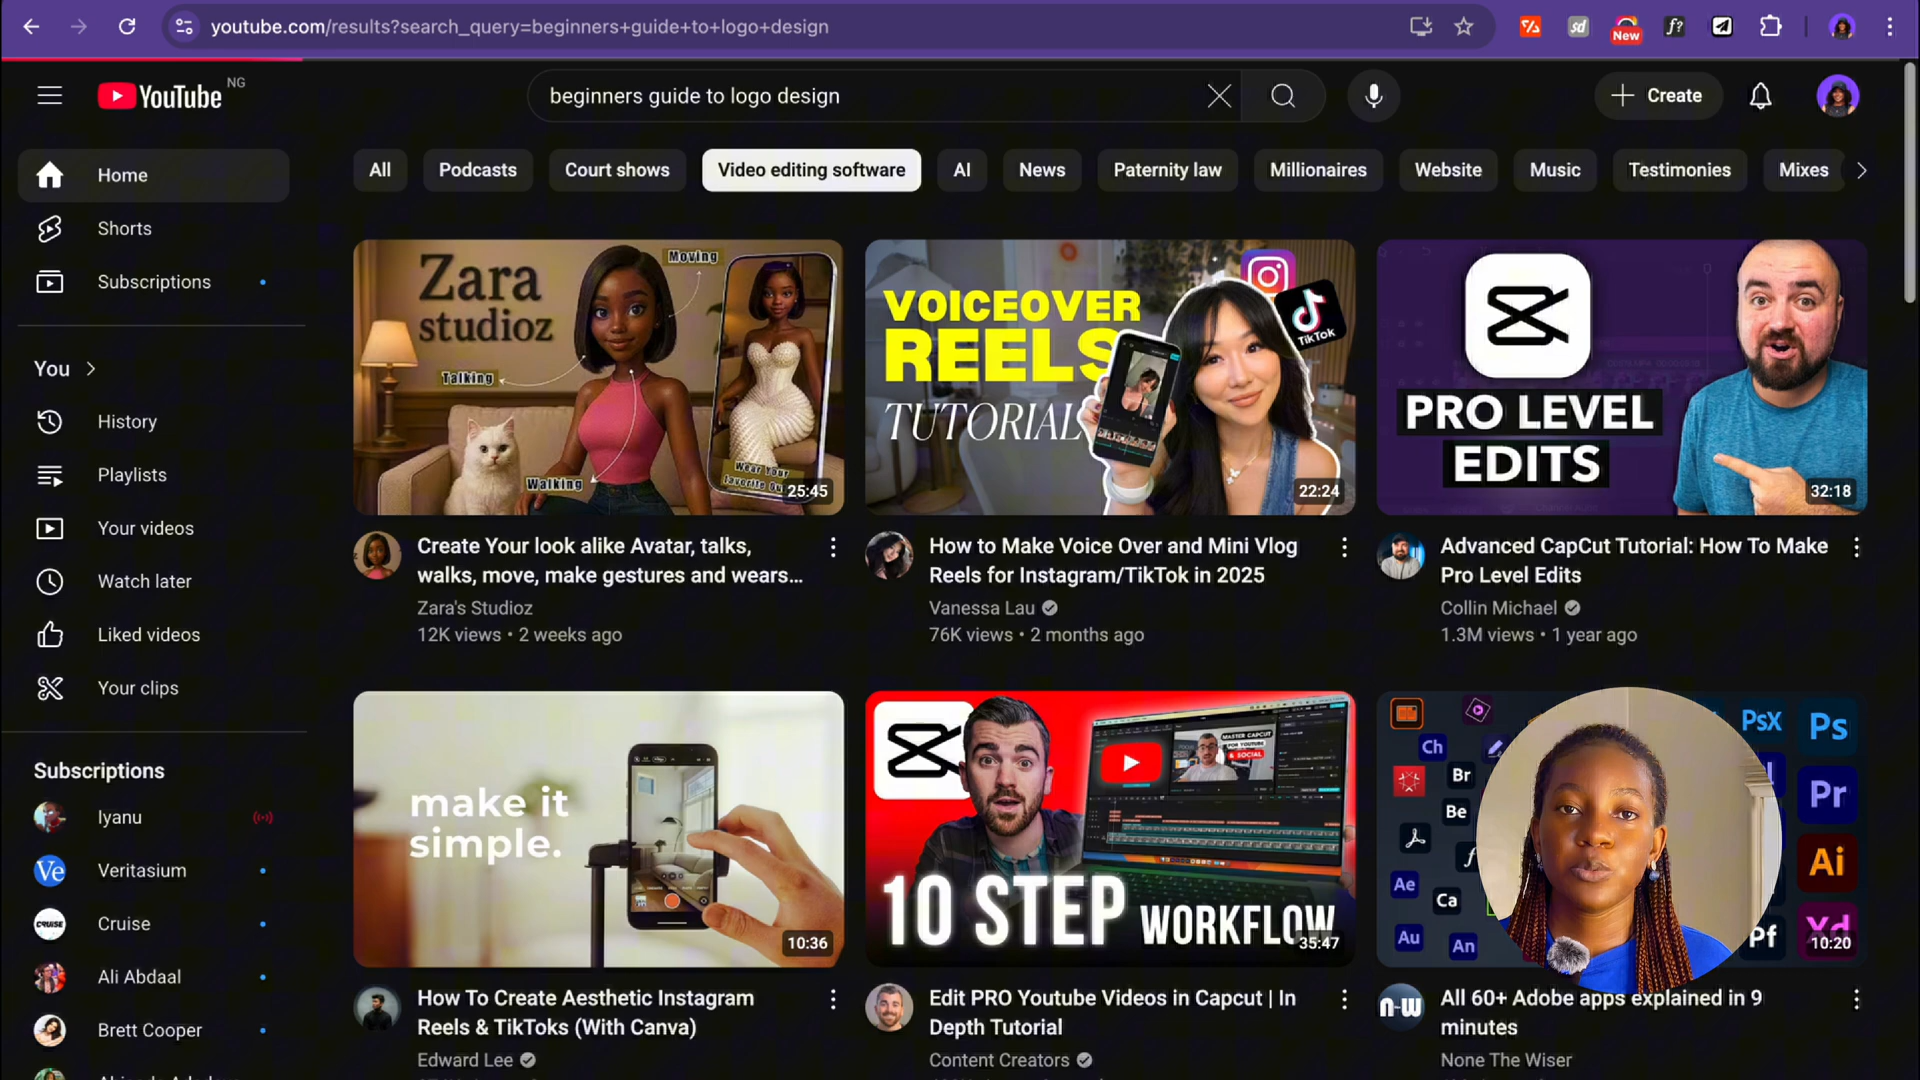 youtube.com/results?search_query=beginners+guide+to+logo+design
New
f?
sd
YouTube NG
beginners guide to logo design
Create
Home
Shorts
Subscriptions
You
History
Playlists
Your videos
Watch later
Liked videos
Your clips
Subscriptions
Iyanu
Veritasium
Cruise
Ali Abdaal
Brett Cooper
All
Podcasts
Court shows
Video editing software
AI
News
Paternity law
Millionaires
Website
Music
Testimonies
Mixes
Zara
studioz
Moving
Talking
Walking
Wear Your
25:45
Create Your look alike Avatar, talks,
walks, move, make gestures and wears...
Zara's Studioz
12K views • 2 weeks ago
VOICEOVER
REELS
TUTORIAL
TikTok
22:24
How to Make Voice Over and Mini Vlog
Reels for Instagram/TikTok in 2025
Vanessa Lau
76K views • 2 months ago
PRO LEVEL
EDITS
32:18
Advanced CapCut Tutorial: How To Make
Pro Level Edits
Collin Michael
1.3M views • 1 year ago
make it
simple.
10:36
How To Create Aesthetic Instagram
Reels & TikToks (With Canva)
Edward Lee
MASTER CAPCUT
FOR YOUTUBE
& SOCIAL
10 STEP WORKFLOW
35:47
Edit PRO Youtube Videos in Capcut | In
Depth Tutorial
Content Creators
PsX
Ps
Ch
Br
Pr
Be
Ai
Ae
Ca
Au
An
Pf
Xd
10:20
n-w
All 60+ Adobe apps explained in 9
minutes
None The Wiser